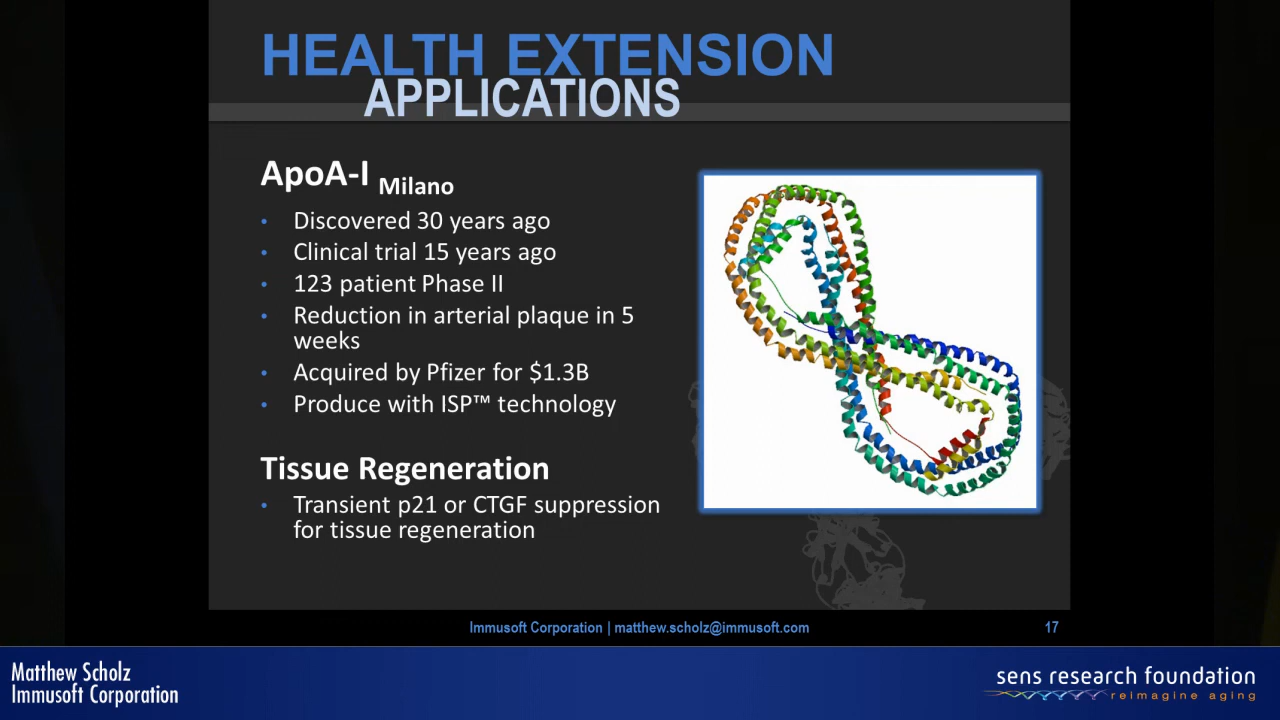 HEALTH EXTENSION
APPLICATIONS
ApoA-I Milano
• Discovered 30 years ago
• Clinical trial 15 years ago
• 123 patient Phase II
• Reduction in arterial plaque in 5
weeks
• Acquired by Pfizer for $1.3B
• Produce with ISP™ technology
Tissue Regeneration
• Transient p21 or CTGF suppression
for tissue regeneration
Immusoft Corporation | matthew.scholz@immusoft.com
17
Matthew Scholz
Immusoft Corporation
sens research foundation
reimagine aging